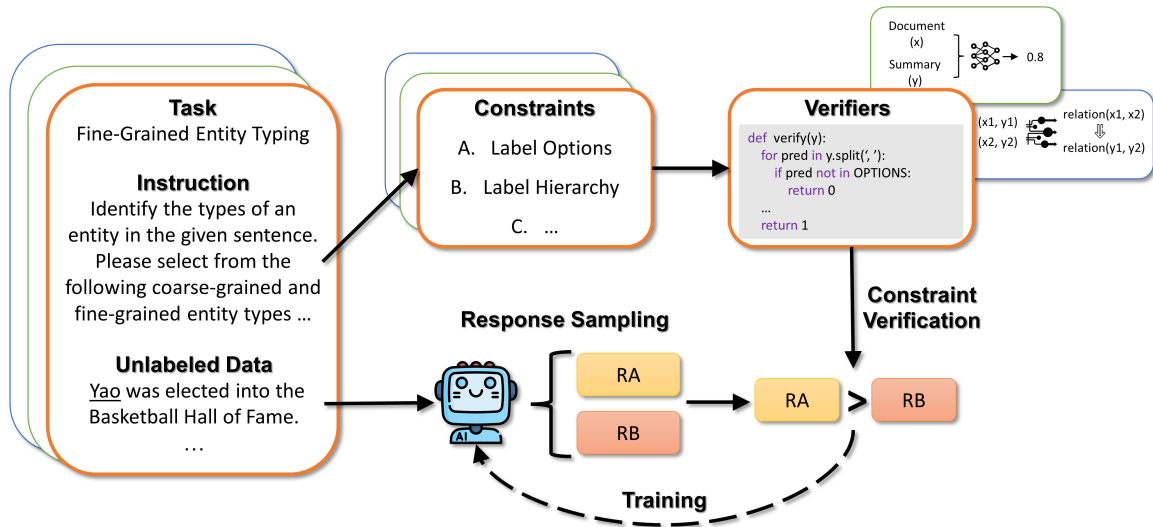 Task
Fine-Grained Entity Typing
Instruction
Identify the types of an
entity in the given sentence.
Please select from the
following coarse-grained and
fine-grained entity types ...
Unlabeled Data
Yao was elected into the
Basketball Hall of Fame.
...
Constraints
A. Label Options
B. Label Hierarchy
C. ...
Verifiers
def verify(y):
for pred in y.split(‘, ’):
if pred not in OPTIONS:
return 0
...
return 1
Document
(x)
Summary
(y)
0.8
(x1, y1)
(x2, y2)
relation(x1, x2)
relation(y1, y2)
Constraint
Verification
Response Sampling
AI
RA
RB
RA > RB
Training